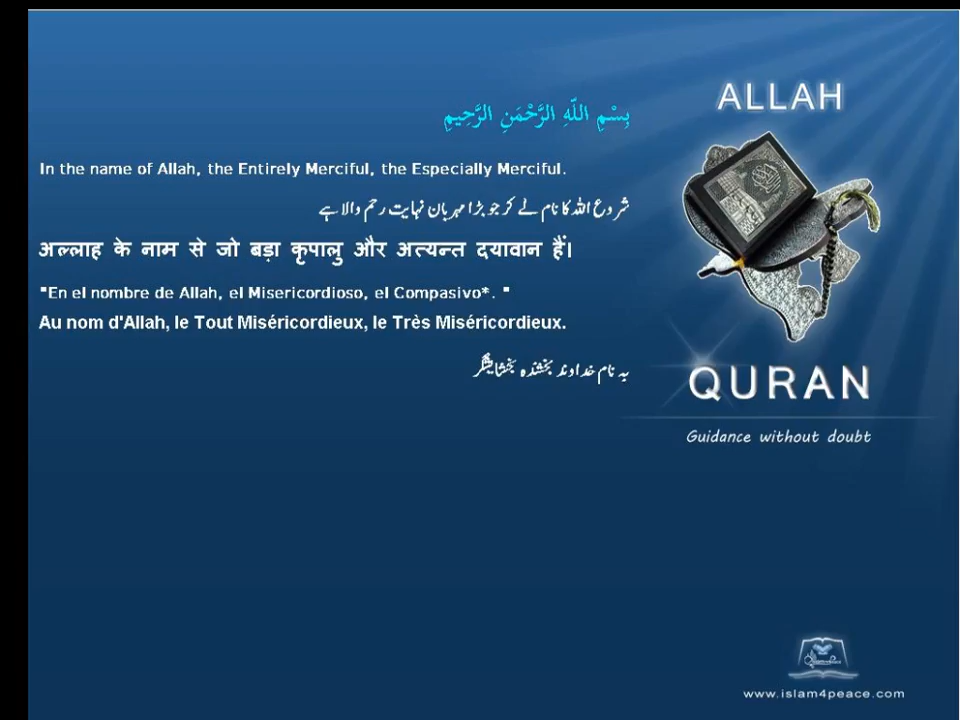 بِسْمِ اللَّهِ الرَّحْمَنِ الرَّحِيمِ
In the name of Allah, the Entirely Merciful, the Especially Merciful.
شروع الله کا نام لے کر جو بڑا مہربان نہایت رحم والا ہے
अल्लाह के नाम से जो बड़ा कृपालु और अत्यन्त दयावान हैं।
"En el nombre de Allah, el Misericordioso, el Compasivo*. "
Au nom d'Allah, le Tout Miséricordieux, le Très Miséricordieux.
به نام خداوند بخشنده بخشایشگر
ALLAH
QURAN
Guidance without doubt
www.islam4peace.com